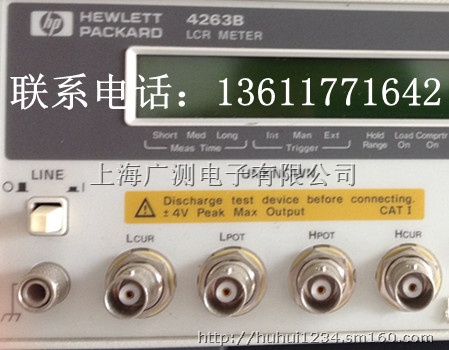 hp HEWLETT PACKARD
4263B
LCR METER
联系电话：13611771642
Short Med Long
Meas Time
Int Man Ext
Trigger
Hold Range
Load On
Comprtr On
LINE
上海广测电子有限公司
Discharge test device before connecting.
±4V Peak Max Output CAT I
LCUR
LPOT
HPOT
HCUR
http://huhui1234.sm160.com